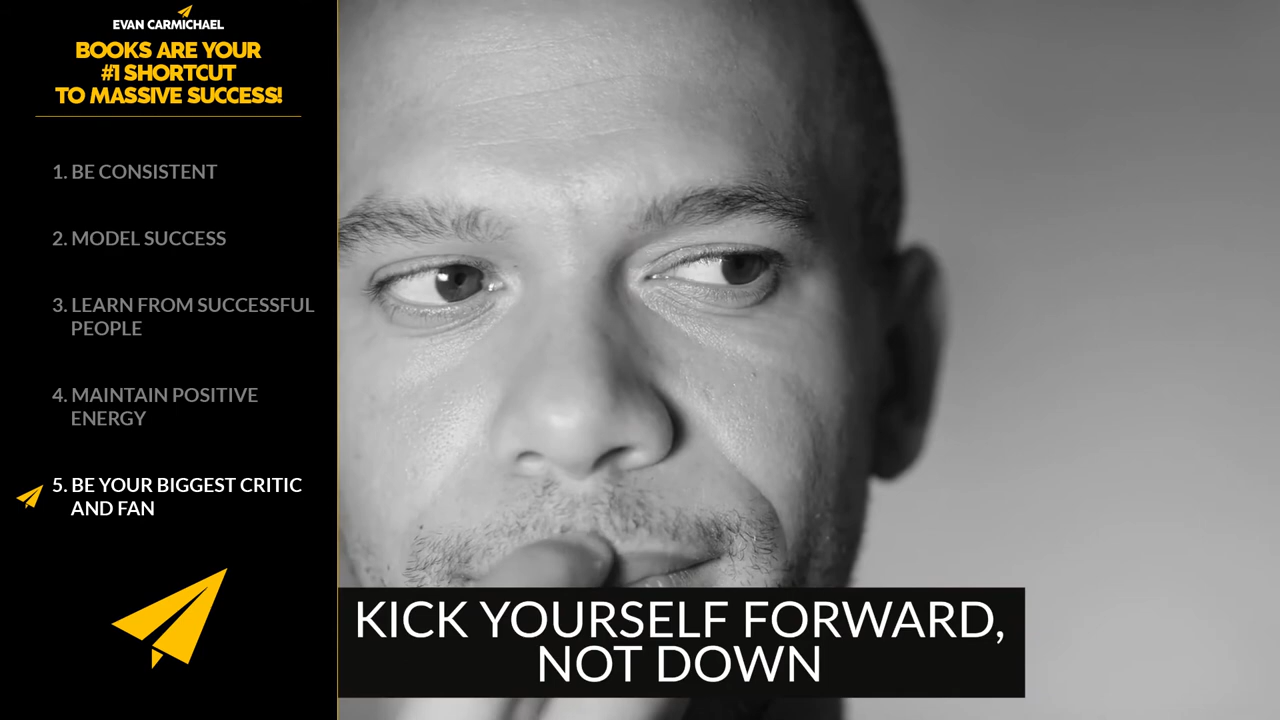 EVAN CARMICHAEL
BOOKS ARE YOUR
#1 SHORTCUT
TO MASSIVE SUCCESS!
1. BE CONSISTENT
2. MODEL SUCCESS
3. LEARN FROM SUCCESSFUL
PEOPLE
4. MAINTAIN POSITIVE
ENERGY
5. BE YOUR BIGGEST CRITIC
AND FAN
KICK YOURSELF FORWARD,
NOT DOWN